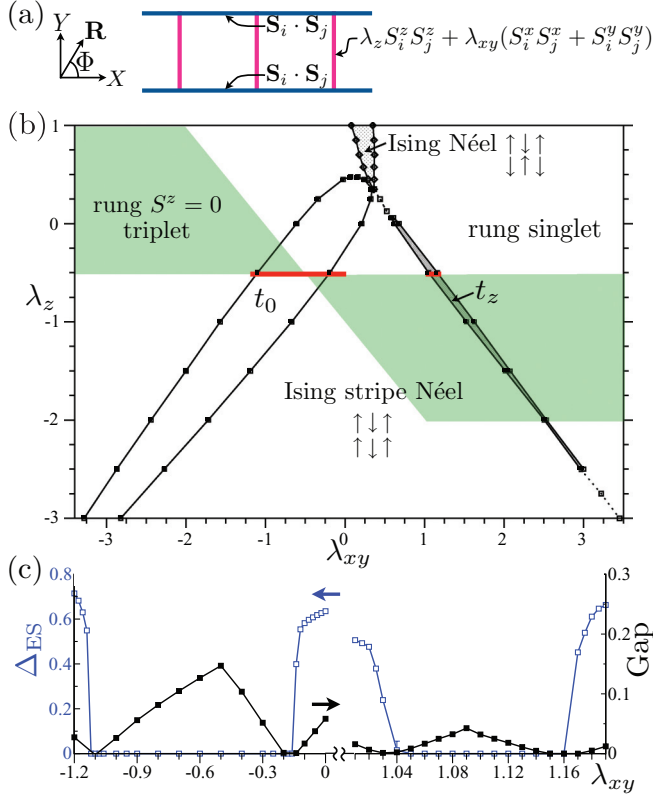 (a)
Y
R
Φ
X
S_i · S_j
S_i · S_j
λ_z S_i^z S_j^z + λ_xy (S_i^x S_j^x + S_i^y S_j^y)
(b)
1
0
-1
-2
-3
λ_z
Ising Néel ↑↓↑
↓↑↓
rung S^z = 0
triplet
rung singlet
t_0
t_z
Ising stripe Néel
↑↓↑
↑↓↑
-3 -2 -1 0 1 2 3
λ_xy
(c)
0.8
0.6
0.4
0.2
0
Δ_ES
0.3
0.2
0.1
0
Gap
-1.2 -0.9 -0.6 -0.3 0 1.04 1.08 1.12 1.16
λ_xy